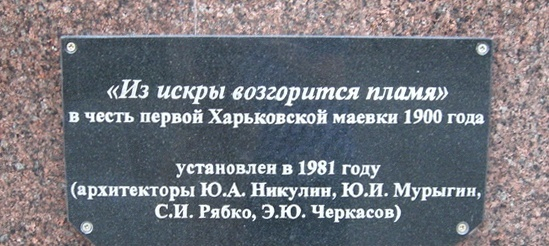 «Из искры возгорится пламя»
в честь первой Харьковской маевки 1900 года
установлен в 1981 году
(архитекторы Ю.А. Никулин, Ю.И. Мурыгин,
С.И. Рябко, Э.Ю. Черкасов)